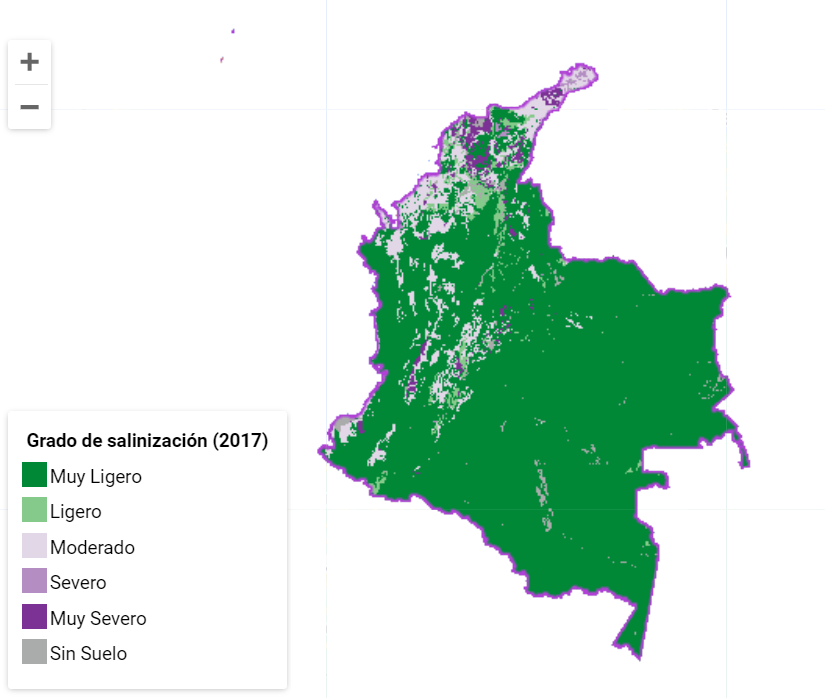 +
−
Grado de salinización (2017)
Muy Ligero
Ligero
Moderado
Severo
Muy Severo
Sin Suelo